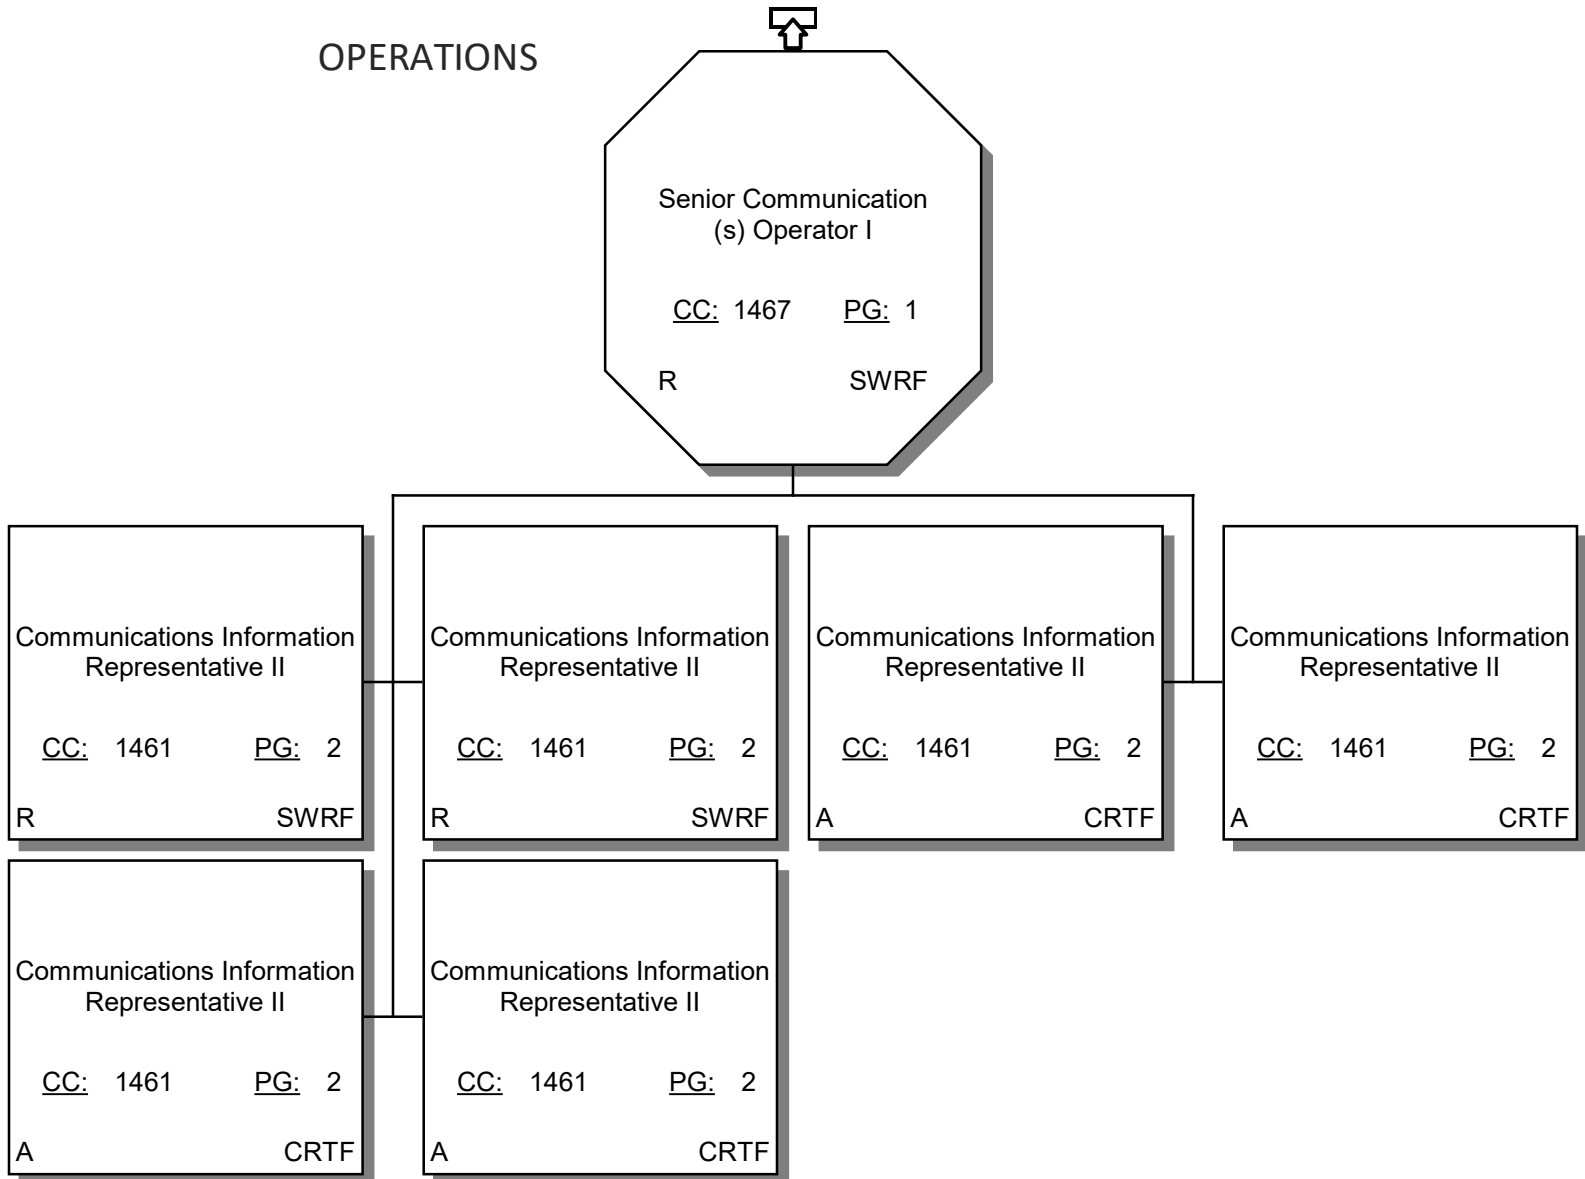 OPERATIONS
Senior Communication
(s) Operator I
CC: 1467 PG: 1
R SWRF
Communications Information
Representative II
CC: 1461 PG: 2
R SWRF
Communications Information
Representative II
CC: 1461 PG: 2
R SWRF
Communications Information
Representative II
CC: 1461 PG: 2
A CRTF
Communications Information
Representative II
CC: 1461 PG: 2
A CRTF
Communications Information
Representative II
CC: 1461 PG: 2
A CRTF
Communications Information
Representative II
CC: 1461 PG: 2
A CRTF